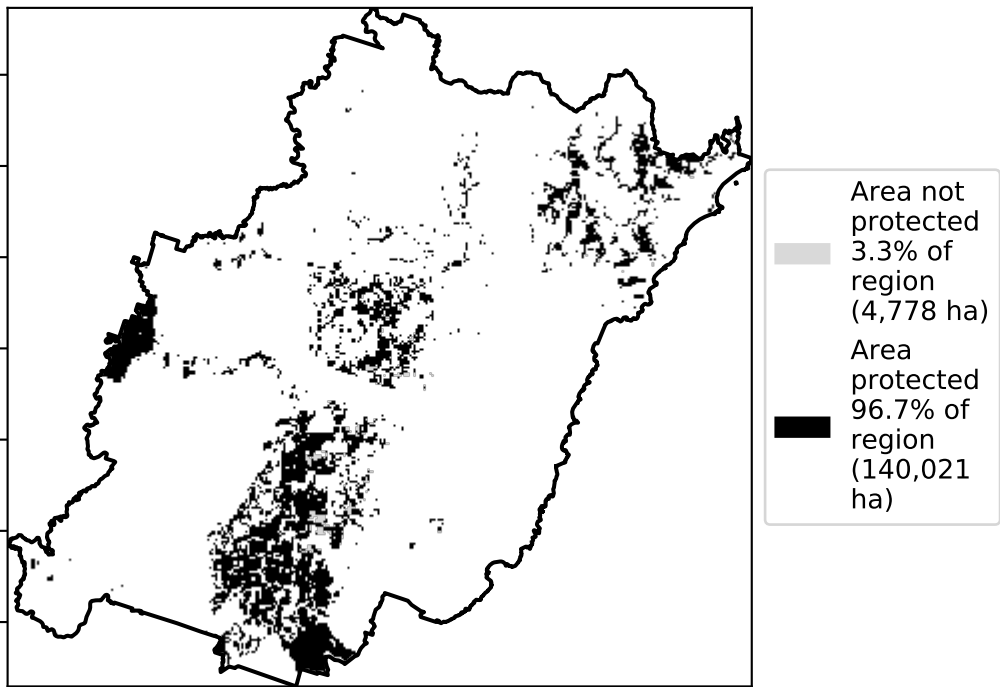 Area not
protected
3.3% of
region
(4,778 ha)
Area
protected
96.7% of
region
(140,021
ha)